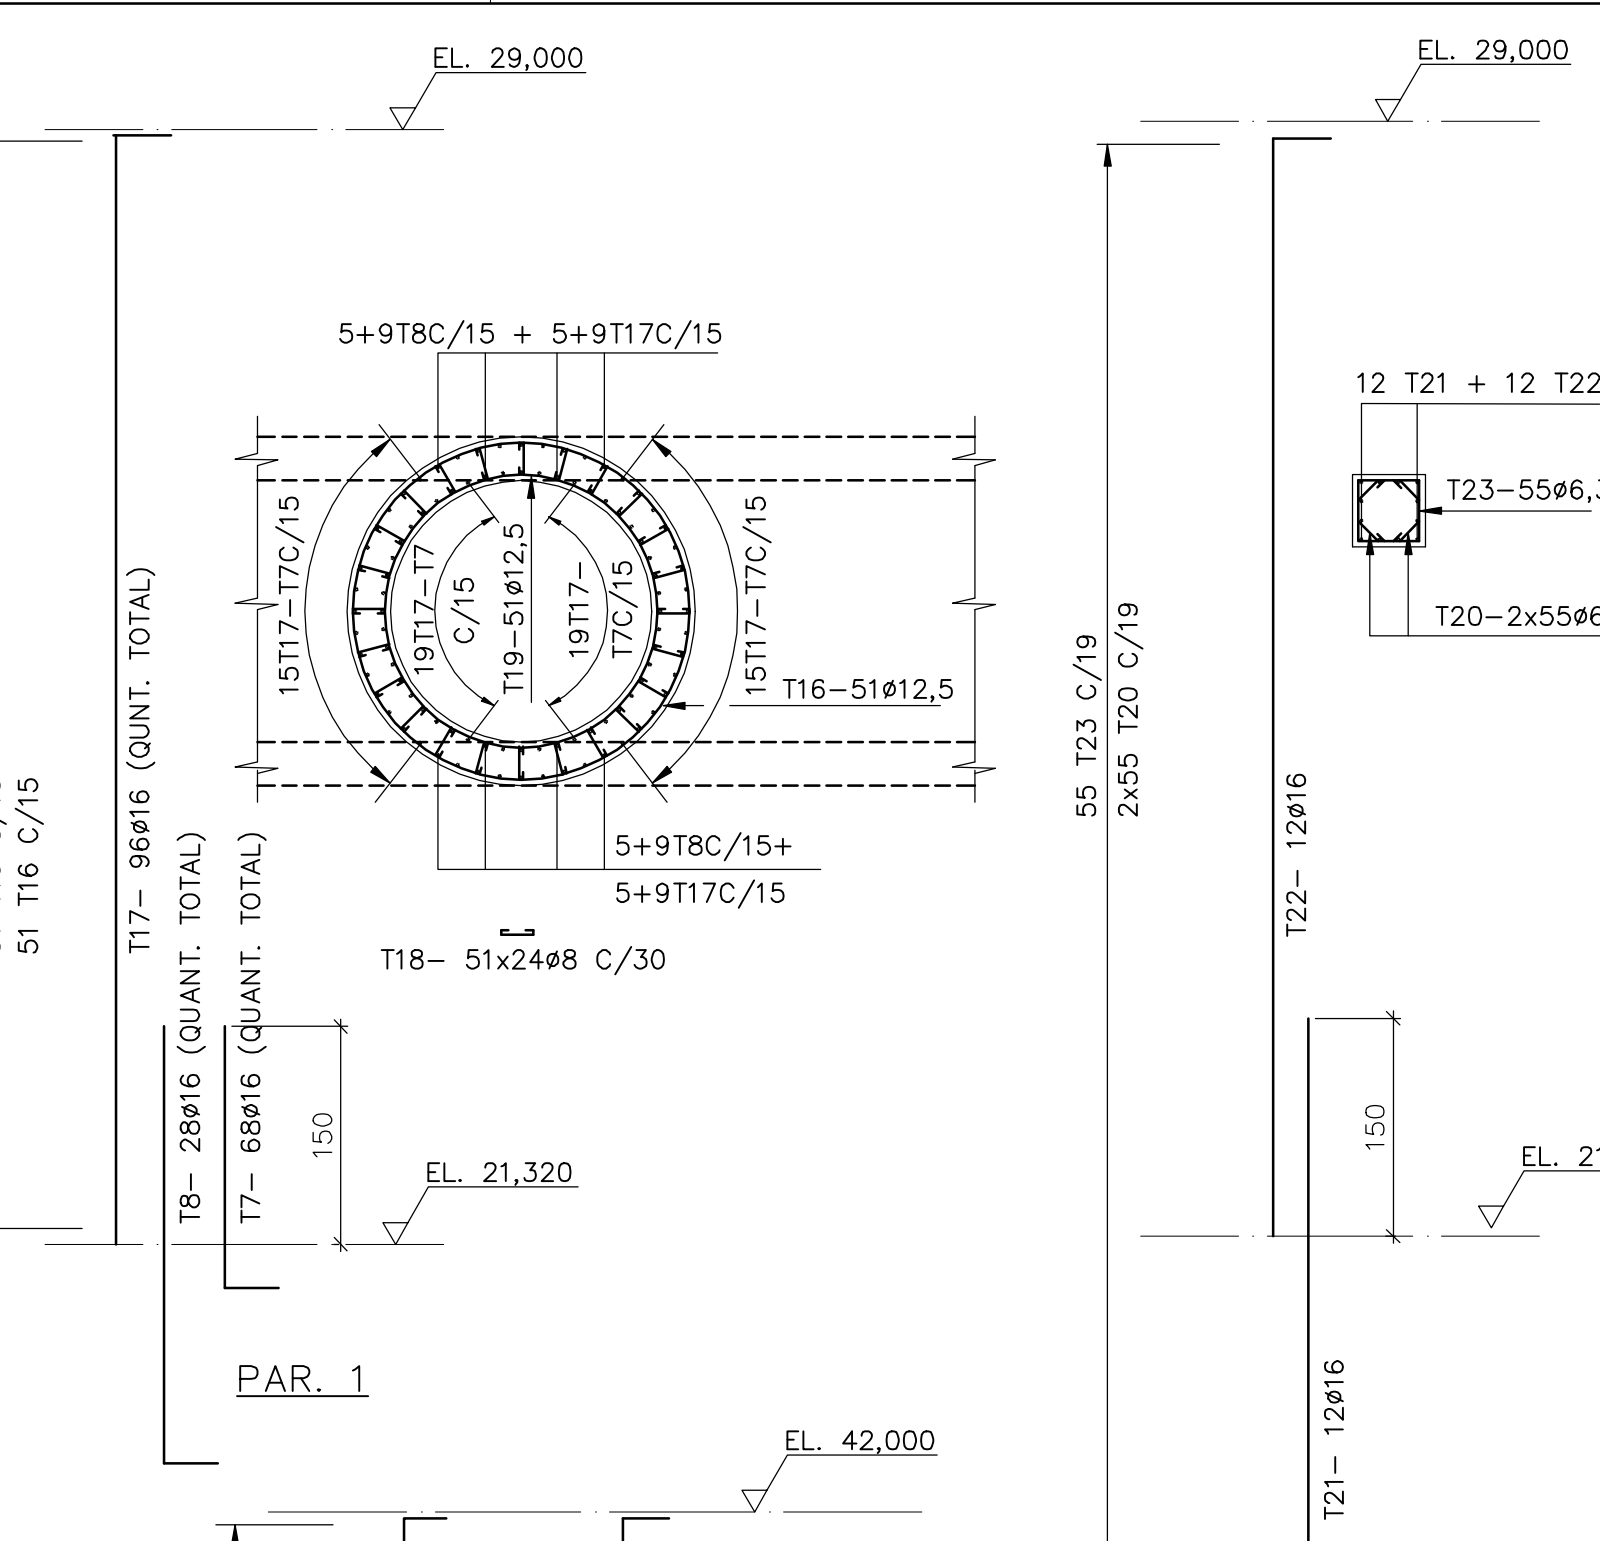 EL. 29,000
EL. 29,000
5+9T8C/15 + 5+9T17C/15
12 T21 + 12 T22
15T17-T7C/15
19T17-T7
C/15
T19-51ø12,5
19T17-
T7C/15
15T17-T7C/15
T23-55ø6,3
T20-2x55ø6
T16-51ø12,5
55 T23 C/19
2x55 T20 C/19
51 T16 C/15
T17- 96ø16 (QUNT. TOTAL)
T8- 28ø16 (QUANT. TOTAL)
T7- 68ø16 (QUANT. TOTAL)
5+9T8C/15+
5+9T17C/15
T18- 51x24ø8 C/30
T22- 12ø16
150
150
EL. 21,320
EL. 21
PAR. 1
T21- 12ø16
EL. 42,000